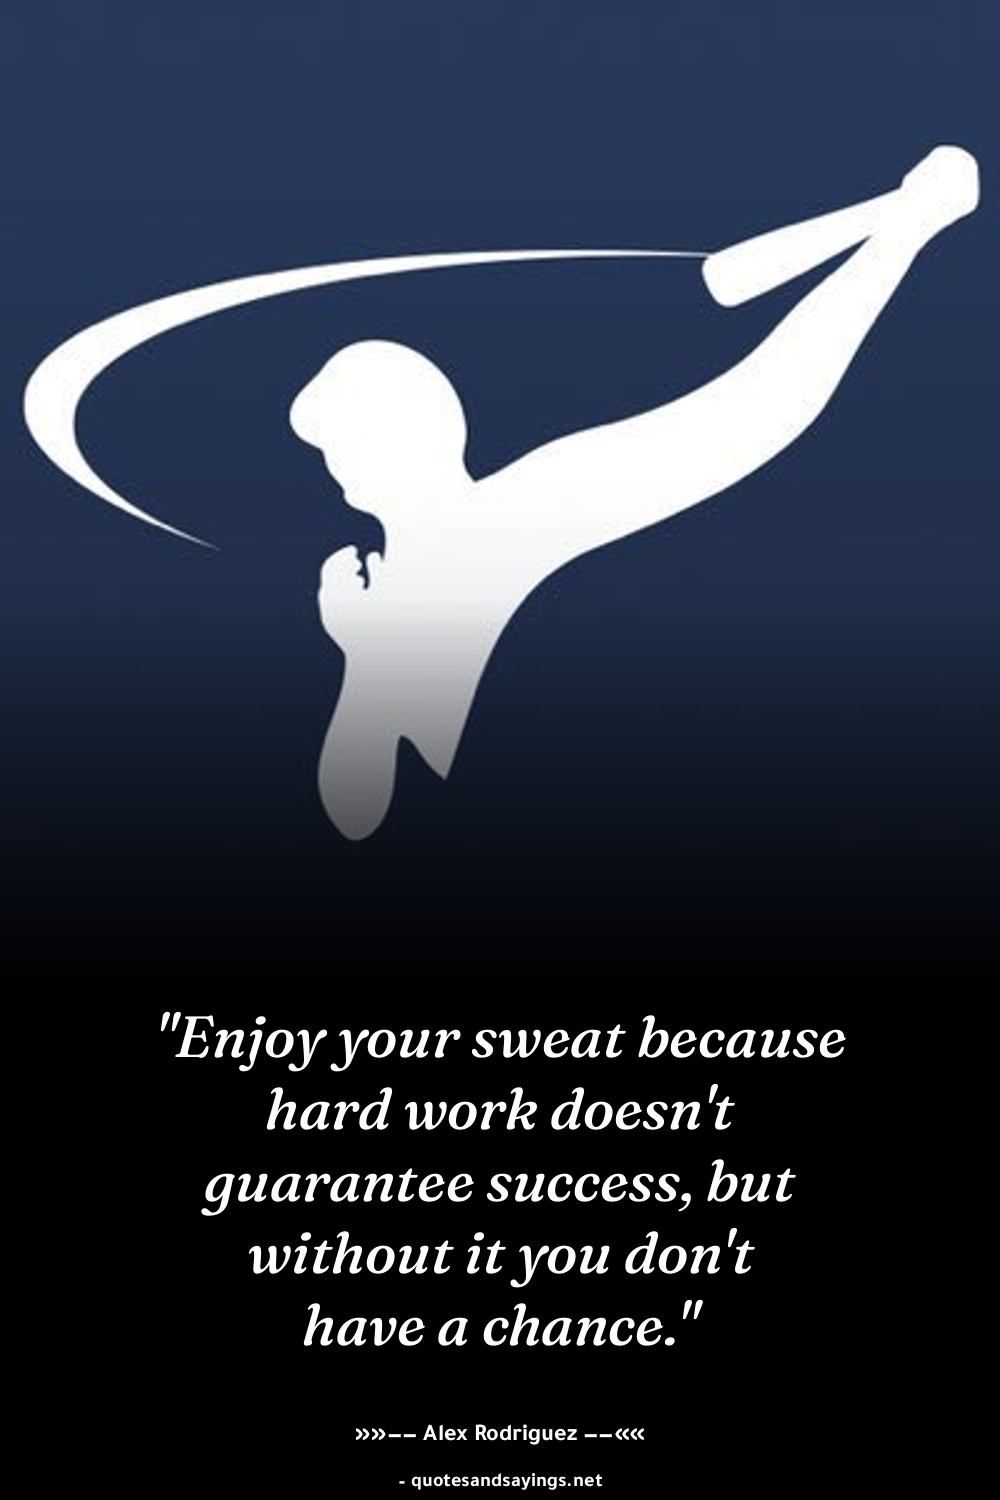 "Enjoy your sweat because
hard work doesn't
guarantee success, but
without it you don't
have a chance."
»»–– Alex Rodriguez ––««
- quotesandsayings.net